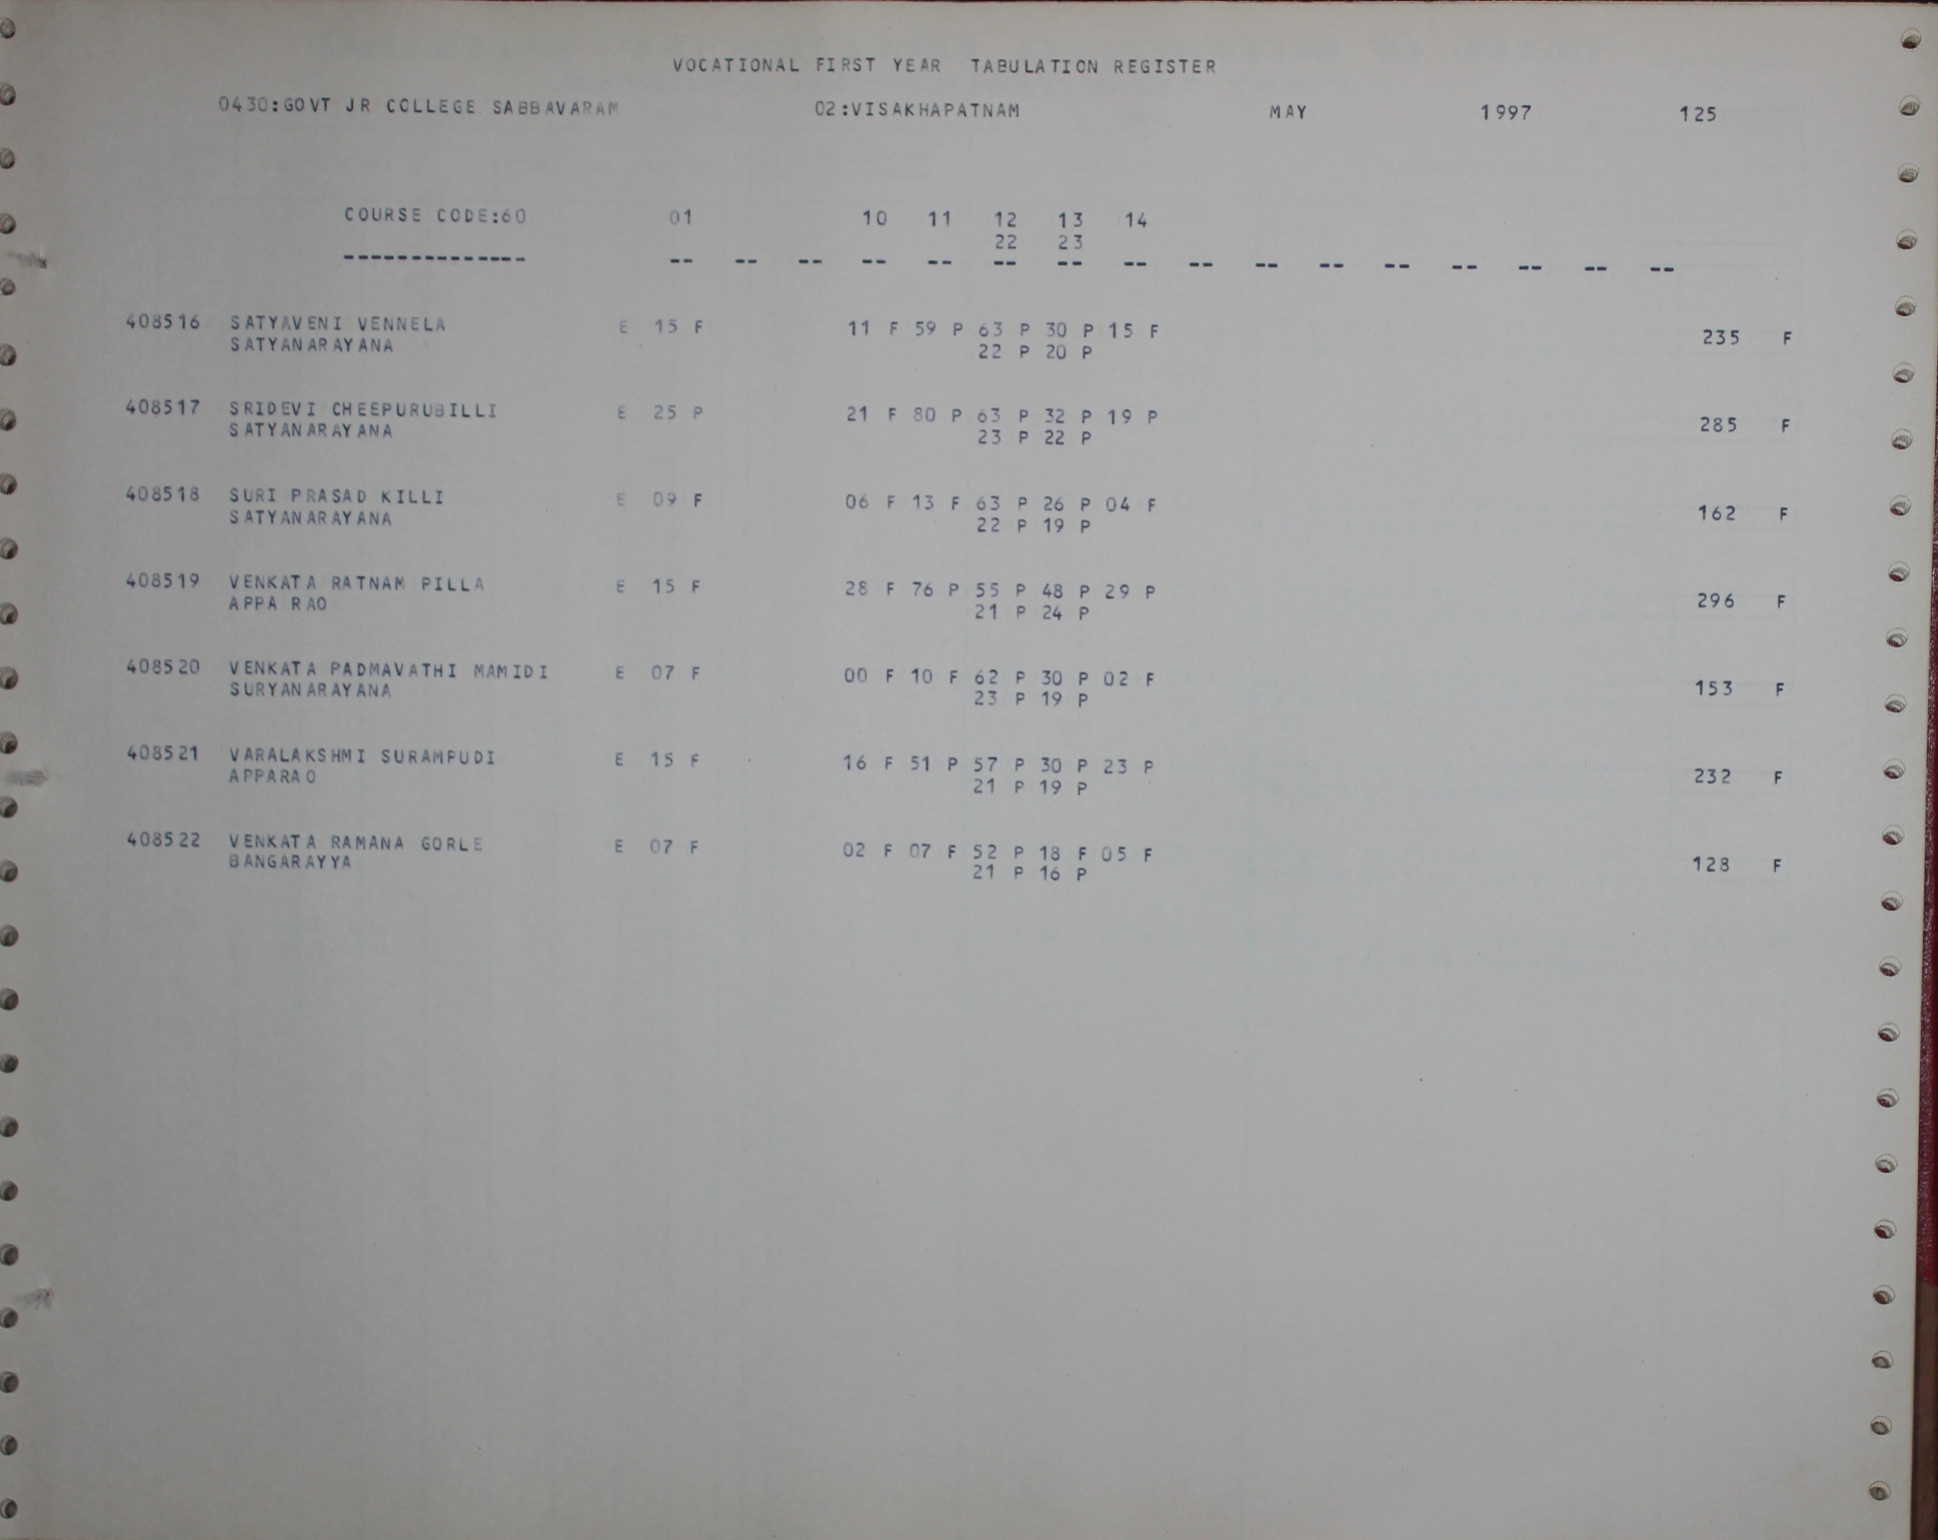 VOCATIONAL FIRST YEAR TABULATION REGISTER
0430:GOVT JR COLLEGE SABBAVARAM 02:VISAKHAPATNAM MAY 1997 125
COURSE CODE:60 01 10 11 12 13 14
22 23
-------------- -- -- -- -- -- -- -- -- -- -- -- -- -- -- -- --
408516 SATYAVENI VENNELA E 15 F 11 F 59 P 63 P 30 P 15 F 235 F
SATYANARAYANA 22 P 20 P
408517 SRIDEVI CHEEPURUBILLI E 25 P 21 F 80 P 63 P 32 P 19 P 285 F
SATYANARAYANA 23 P 22 P
408518 SURI PRASAD KILLI E 09 F 06 F 13 F 63 P 26 P 04 F 162 F
SATYANARAYANA 22 P 19 P
408519 VENKATA RATNAM PILLA E 15 F 28 F 76 P 55 P 48 P 29 P 296 F
APPA RAO 21 P 24 P
408520 VENKATA PADMAVATHI MAMIDI E 07 F 00 F 10 F 62 P 30 P 02 F 153 F
SURYANARAYANA 23 P 19 P
408521 VARALAKSHMI SURAMPUDI E 15 F 16 F 51 P 57 P 30 P 23 P 232 F
APPARAO 21 P 19 P
408522 VENKATA RAMANA GORLE E 07 F 02 F 07 F 52 P 18 F 05 F 128 F
BANGARAYYA 21 P 16 P